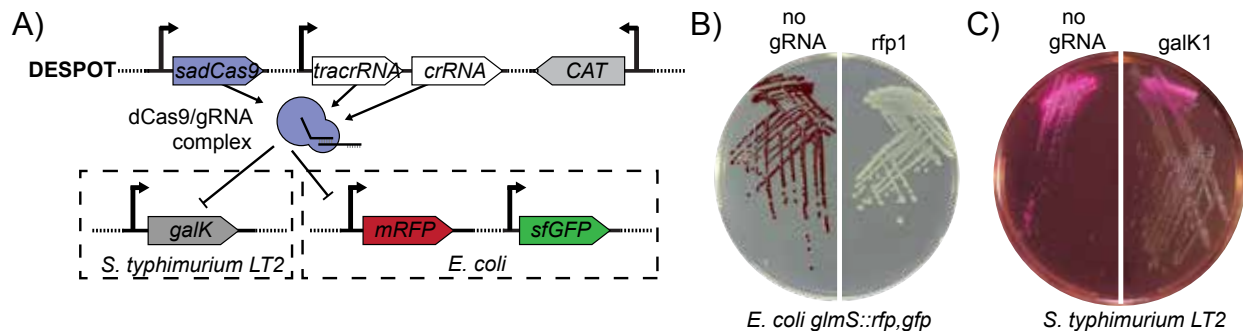 A)
DESPOT
sadCas9
tracrRNA
crRNA
CAT
dCas9/gRNA
complex
galK
mRFP
sfGFP
S. typhimurium LT2
E. coli
B)
no
gRNA
rfp1
E. coli glmS::rfp,gfp
C)
no
gRNA
galK1
S. typhimurium LT2